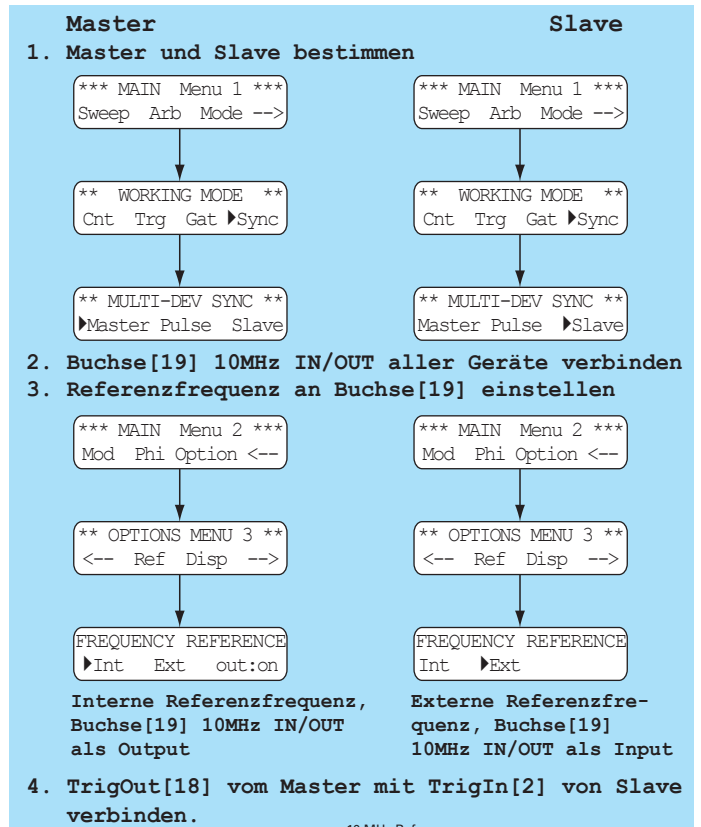 Master Slave
1. Master und Slave bestimmen
*** MAIN Menu 1 ***
Sweep Arb Mode -->
*** MAIN Menu 1 ***
Sweep Arb Mode -->
** WORKING MODE **
Cnt Trg Gat ▶Sync
** WORKING MODE **
Cnt Trg Gat ▶Sync
** MULTI-DEV SYNC **
▶Master Pulse Slave
** MULTI-DEV SYNC **
Master Pulse ▶Slave
2. Buchse[19] 10MHz IN/OUT aller Geräte verbinden
3. Referenzfrequenz an Buchse[19] einstellen
*** MAIN Menu 2 ***
Mod Phi Option <--
*** MAIN Menu 2 ***
Mod Phi Option <--
** OPTIONS MENU 3 **
<-- Ref Disp -->
** OPTIONS MENU 3 **
<-- Ref Disp -->
FREQUENCY REFERENCE
▶Int Ext out:on
FREQUENCY REFERENCE
Int ▶Ext
Interne Referenzfrequenz,
Buchse[19] 10MHz IN/OUT
als Output
Externe Referenzfre-
quenz, Buchse[19]
10MHz IN/OUT als Input
4. TrigOut[18] vom Master mit TrigIn[2] von Slave
verbinden.